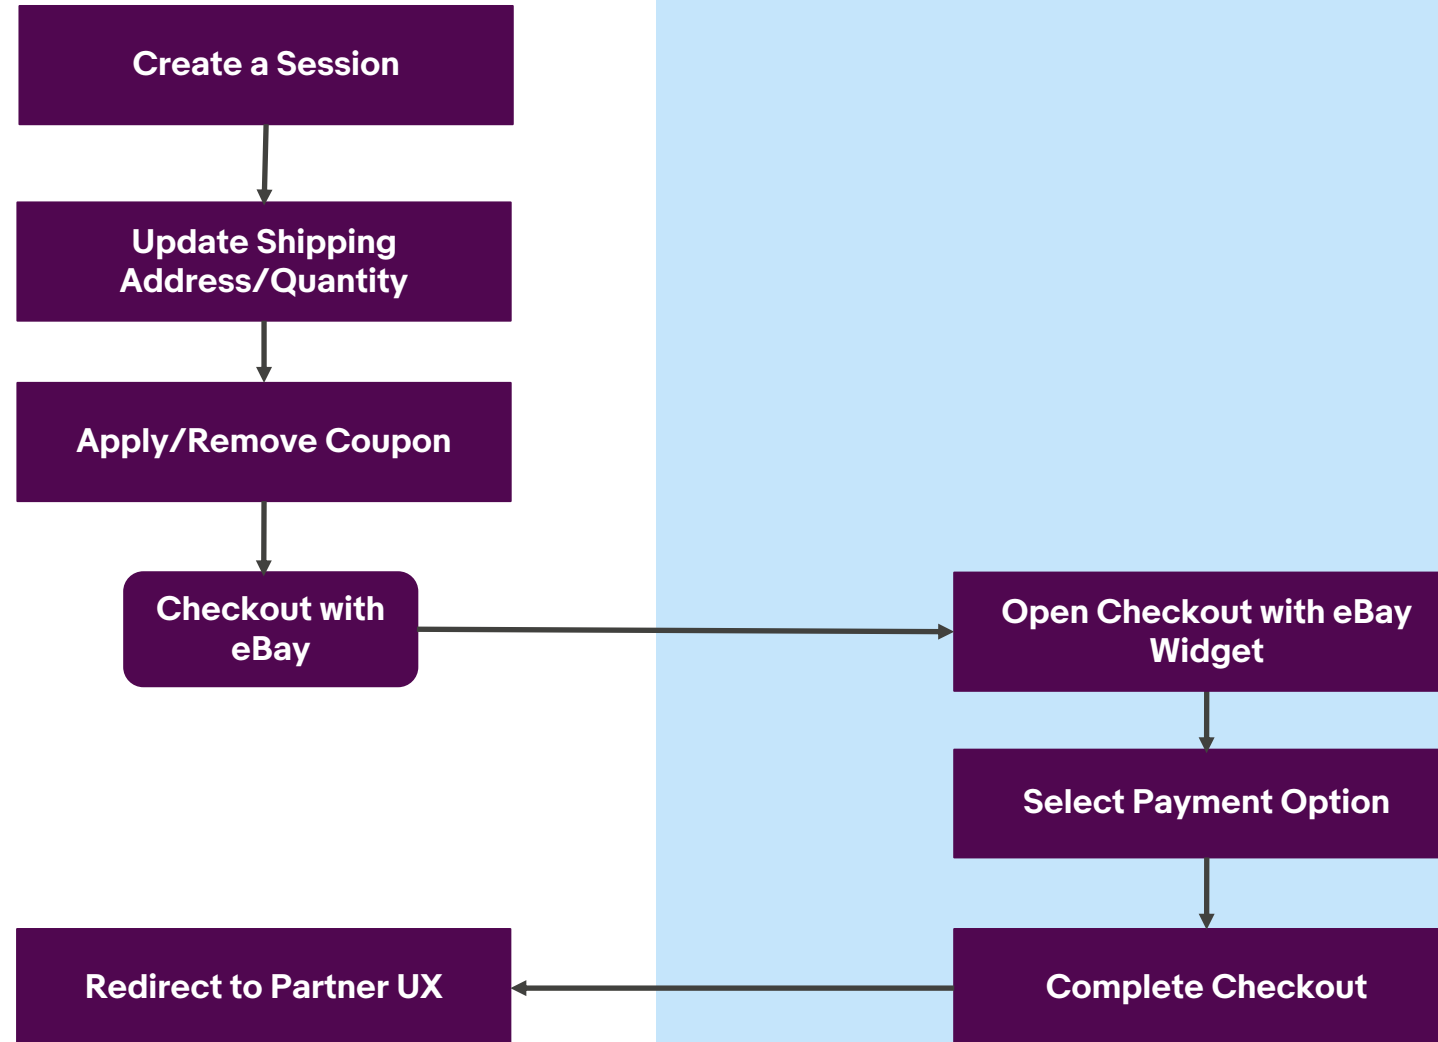 Create a Session
Update Shipping
Address/Quantity
Apply/Remove Coupon
Checkout with
eBay
Open Checkout with eBay
Widget
Select Payment Option
Complete Checkout
Redirect to Partner UX